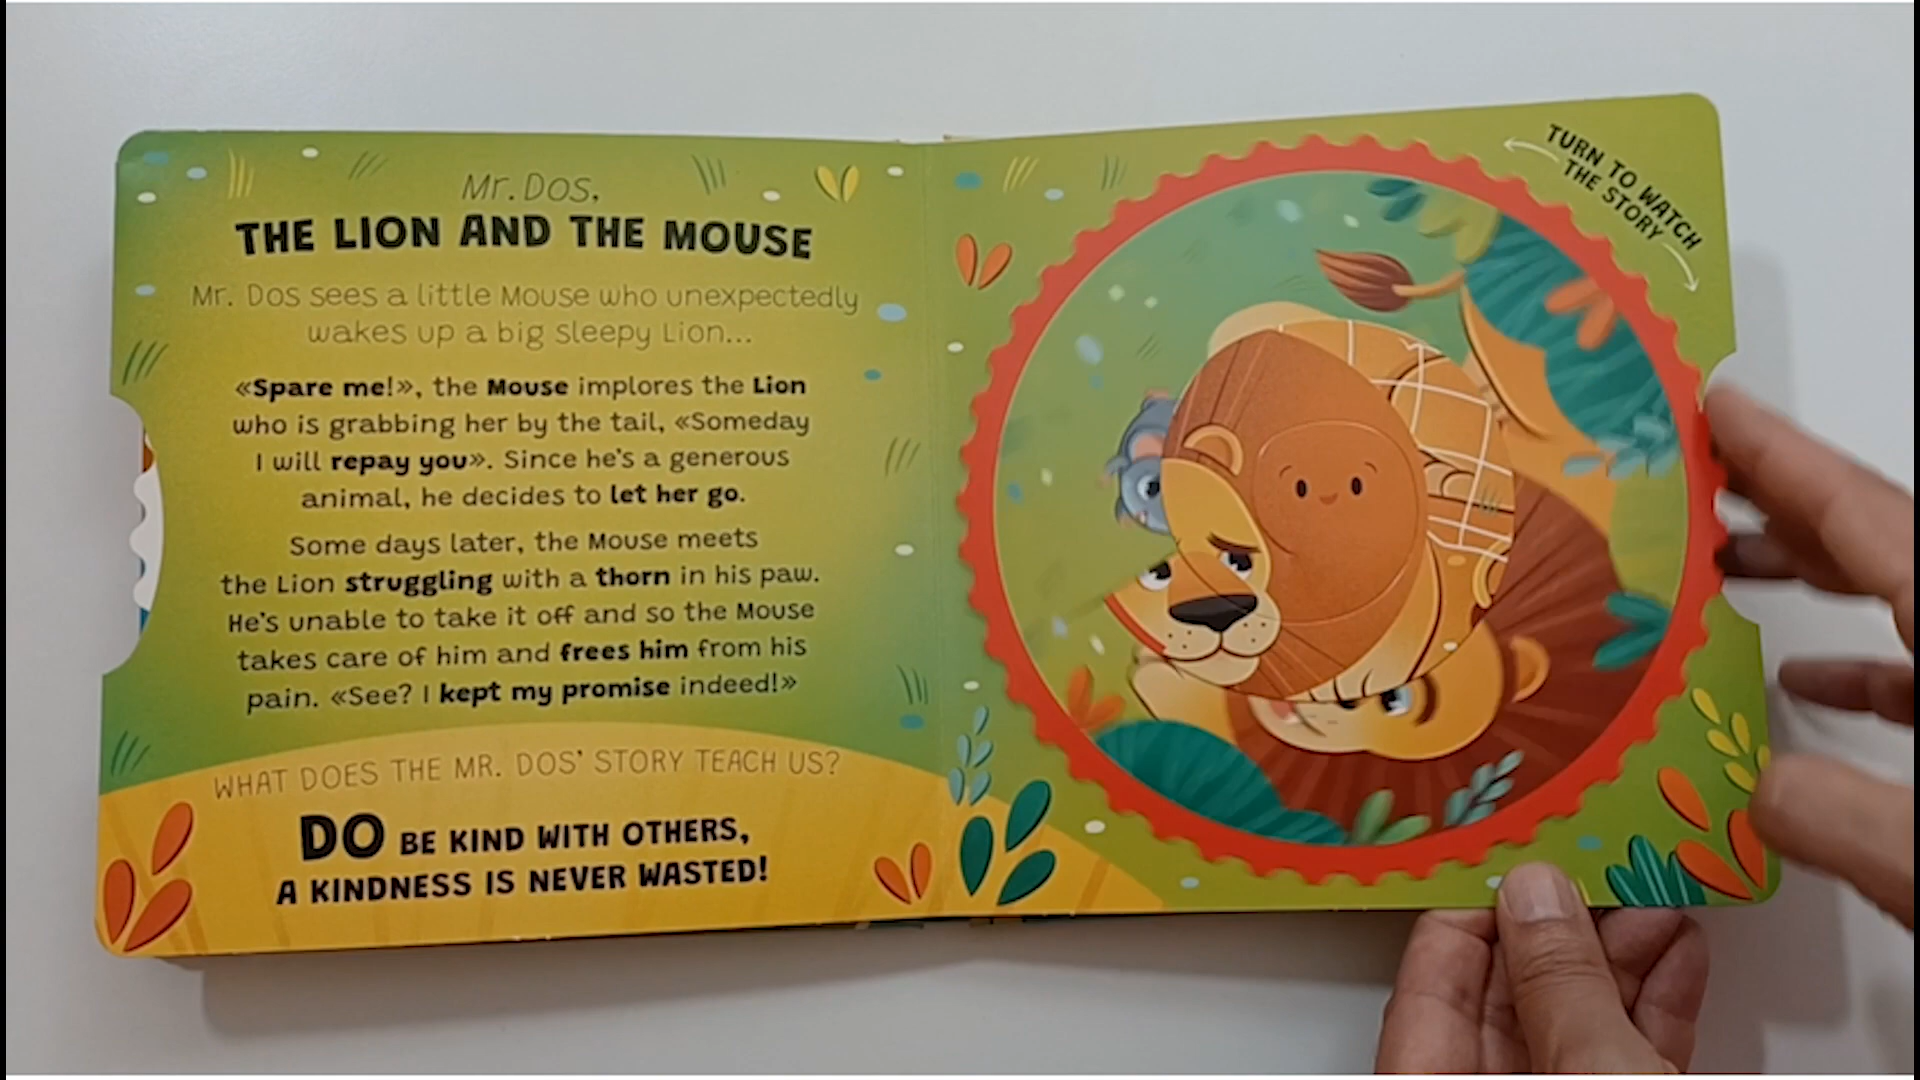 Mr. Dos,
THE LION AND THE MOUSE
Mr. Dos sees a little Mouse who unexpectedly
wakes up a big sleepy Lion...
«Spare me!», the Mouse implores the Lion
who is grabbing her by the tail, «Someday
I will repay you». Since he's a generous
animal, he decides to let her go.
Some days later, the Mouse meets
the Lion struggling with a thorn in his paw.
He's unable to take it off and so the Mouse
takes care of him and frees him from his
pain. «See? I kept my promise indeed!»
WHAT DOES THE MR. DOS' STORY TEACH US?
DO BE KIND WITH OTHERS,
A KINDNESS IS NEVER WASTED!
TURN TO WATCH
THE STORY